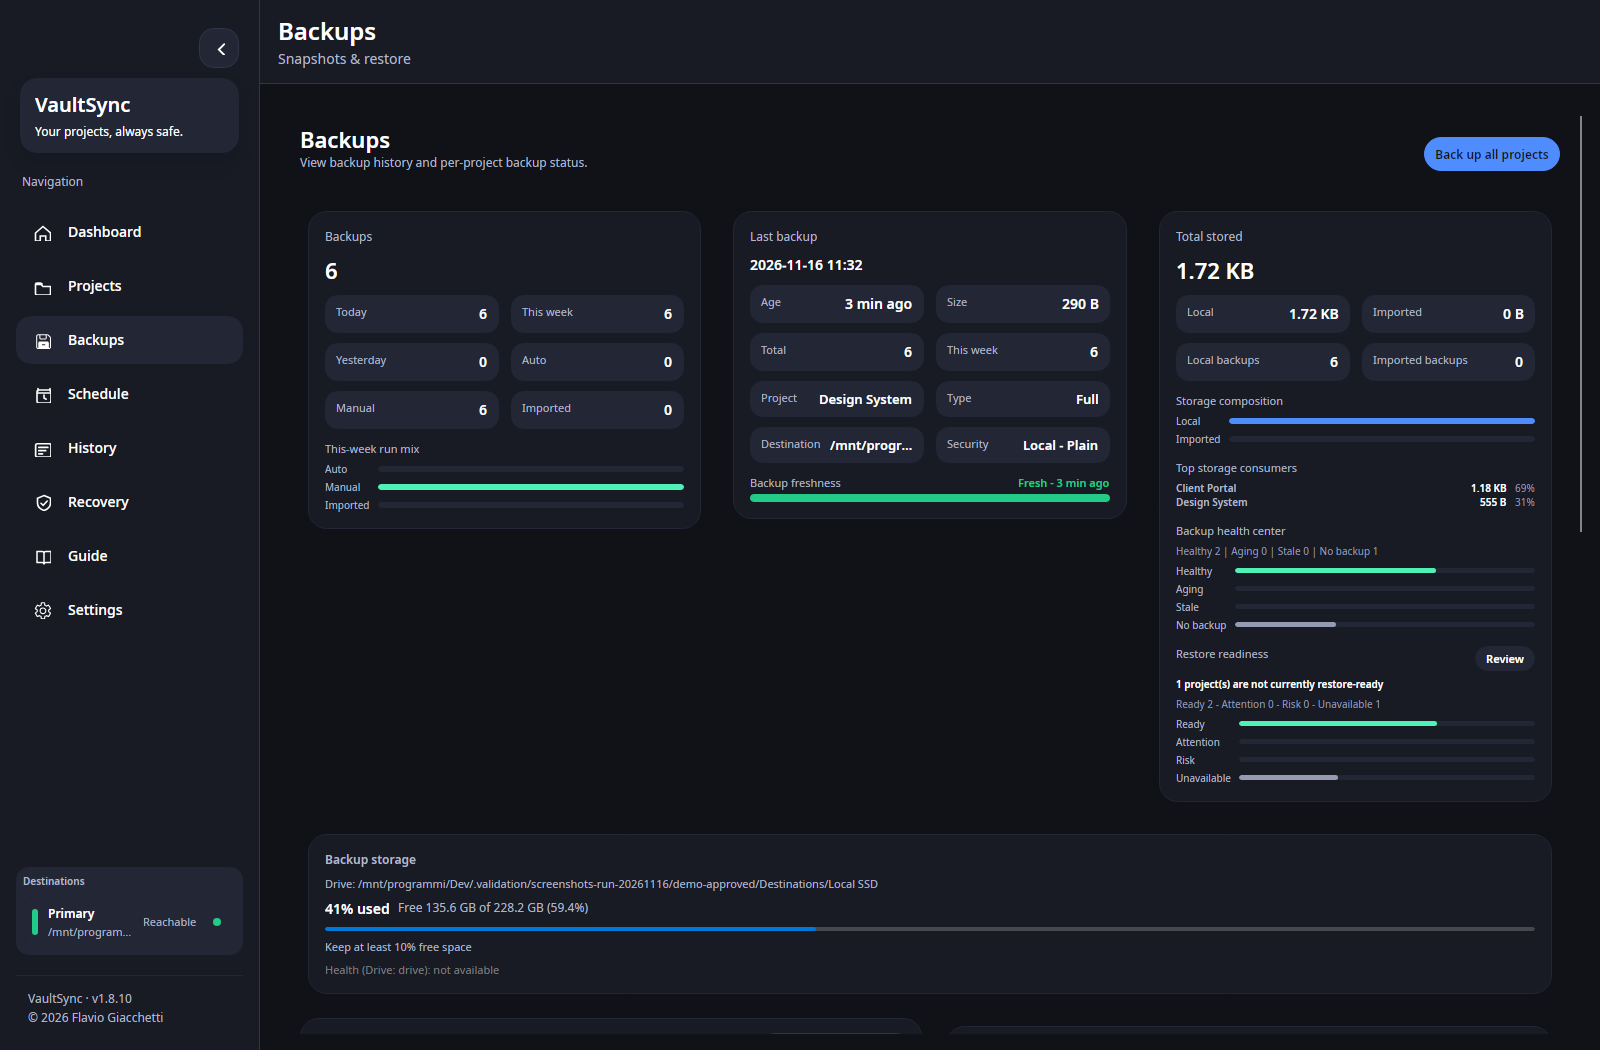 VaultSync
Your projects, always safe.
Navigation
Dashboard
Projects
Backups
Schedule
History
Recovery
Guide
Settings
Destinations
Primary
/mnt/program...
Reachable
VaultSync · v1.8.10
© 2026 Flavio Giacchetti
Backups
Snapshots & restore
Backups
View backup history and per-project backup status.
Back up all projects
Backups
6
Today 6
This week 6
Yesterday 0
Auto 0
Manual 6
Imported 0
This-week run mix
Auto
Manual
Imported
Last backup
2026-11-16 11:32
Age 3 min ago
Size 290 B
Total 6
This week 6
Project Design System
Type Full
Destination /mnt/progr...
Security Local - Plain
Backup freshness Fresh - 3 min ago
Total stored
1.72 KB
Local 1.72 KB
Imported 0 B
Local backups 6
Imported backups 0
Storage composition
Local
Imported
Top storage consumers
Client Portal 1.18 KB 69%
Design System 555 B 31%
Backup health center
Healthy 2 | Aging 0 | Stale 0 | No backup 1
Healthy
Aging
Stale
No backup
Restore readiness
Review
1 project(s) are not currently restore-ready
Ready 2 - Attention 0 - Risk 0 - Unavailable 1
Ready
Attention
Risk
Unavailable
Backup storage
Drive: /mnt/programmi/Dev/.validation/screenshots-run-20261116/demo-approved/Destinations/Local SSD
41% used Free 135.6 GB of 228.2 GB (59.4%)
Keep at least 10% free space
Health (Drive: drive): not available